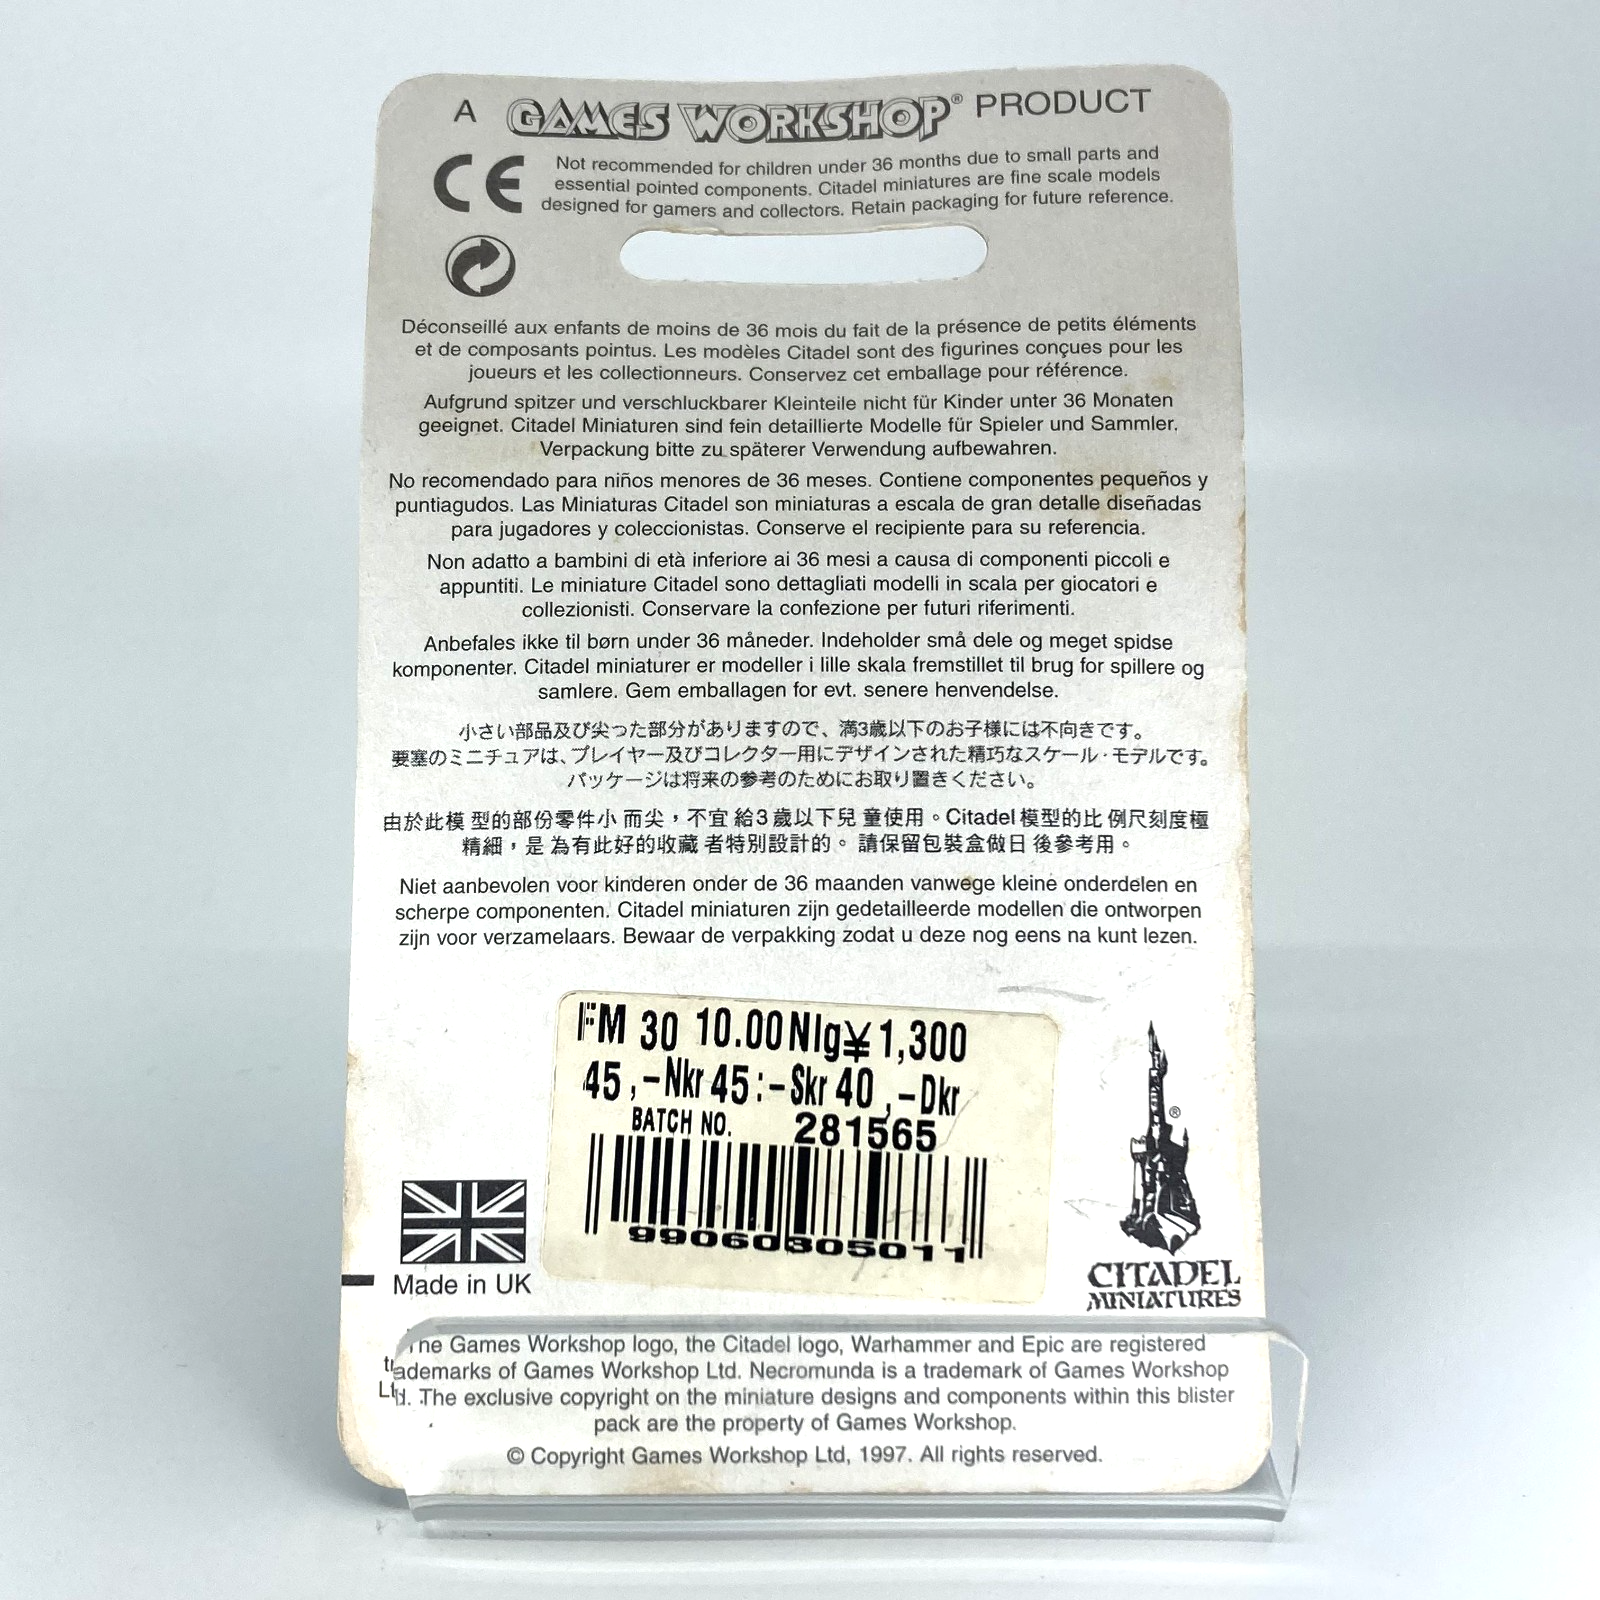 A GAMES WORKSHOP® PRODUCT
CE
Not recommended for children under 36 months due to small parts and
essential pointed components. Citadel miniatures are fine scale models
designed for gamers and collectors. Retain packaging for future reference.
Déconseillé aux enfants de moins de 36 mois du fait de la présence de petits éléments
et de composants pointus. Les modèles Citadel sont des figurines conçues pour les
joueurs et les collectionneurs. Conservez cet emballage pour référence.
Aufgrund spitzer und verschluckbarer Kleinteile nicht für Kinder unter 36 Monaten
geeignet. Citadel Miniaturen sind fein detaillierte Modelle für Spieler und Sammler.
Verpackung bitte zu späterer Verwendung aufbewahren.
No recomendado para niños menores de 36 meses. Contiene componentes pequeños y
puntiagudos. Las Miniaturas Citadel son miniaturas a escala de gran detalle diseñadas
para jugadores y coleccionistas. Conserve el recipiente para su referencia.
Non adatto a bambini di età inferiore ai 36 mesi a causa di componenti piccoli e
appuntiti. Le miniature Citadel sono dettagliati modelli in scala per giocatori e
collezionisti. Conservare la confezione per futuri riferimenti.
Anbefales ikke til børn under 36 måneder. Indeholder små dele og meget spidse
komponenter. Citadel miniaturer er modeller i lille skala fremstillet til brug for spillere og
samlere. Gem emballagen for evt. senere henvendelse.
小さい部品及び尖った部分がありますので、満3歳以下のお子様には不向きです。
要塞のミニチュアは、プレイヤー及びコレクター用にデザインされた精巧なスケール・モデルです。
パッケージは将来の参考のためにお取り置きください。
由於此模 型的部份零件小 而尖，不宜 給3 歲以下兒 童使用。Citadel 模型的比 例尺刻度極
精細，是 為有此好的收藏 者特別設計的。 請保留包裝盒做日 後參考用。
Niet aanbevolen voor kinderen onder de 36 maanden vanwege kleine onderdelen en
scherpe componenten. Citadel miniaturen zijn gedetailleerde modellen die ontworpen
zijn voor verzamelaars. Bewaar de verpakking zodat u deze nog eens na kunt lezen.
FM 30 10.00Nlg¥1,300
45,-Nkr 45:-Skr 40,-Dkr
BATCH NO. 281565
99060305011
Made in UK
®
CITADEL
MINIATURES
The Games Workshop logo, the Citadel logo, Warhammer and Epic are registered
trademarks of Games Workshop Ltd. Necromunda is a trademark of Games Workshop
Ltd. The exclusive copyright on the miniature designs and components within this blister
pack are the property of Games Workshop.
© Copyright Games Workshop Ltd, 1997. All rights reserved.